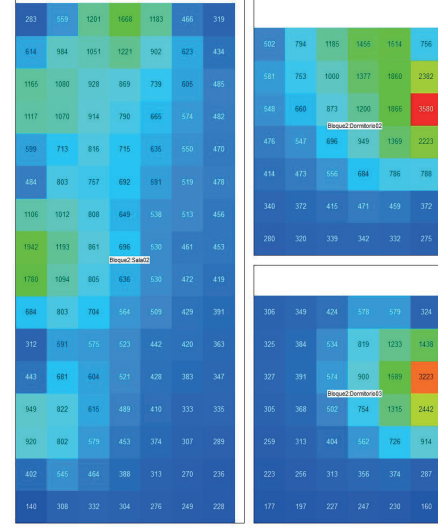 283 559 1201 1668 1183 466 319
614 984 1051 1221 902 623 434
1165 1080 928 869 739 605 485
1117 1070 914 790 665 574 482
599 713 816 715 635 550 470
484 803 757 692 591 519 478
1106 1012 808 649 538 513 456
1942 1193 861 696 530 461 453
Bloque2:Sala02
1780 1094 805 636 530 472 419
684 803 704 564 509 429 391
312 591 575 523 442 420 363
443 681 604 521 428 383 347
949 822 615 489 410 333 335
920 802 579 453 374 307 289
402 545 464 388 313 270 236
140 308 332 304 276 249 228
502 794 1185 1455 1514 756
581 753 1000 1377 1860 2382
548 660 873 1200 1866 3580
Bloque2:Dormitorio02
476 547 696 949 1369 2223
414 473 556 684 786 788
340 372 415 471 459 372
280 320 339 342 332 275
306 349 424 578 579 324
325 384 534 819 1233 1438
327 391 574 900 1589 3223
Bloque2:Dormitorio03
305 368 502 754 1315 2442
259 313 404 562 726 914
223 256 313 366 374 287
177 197 227 247 230 160